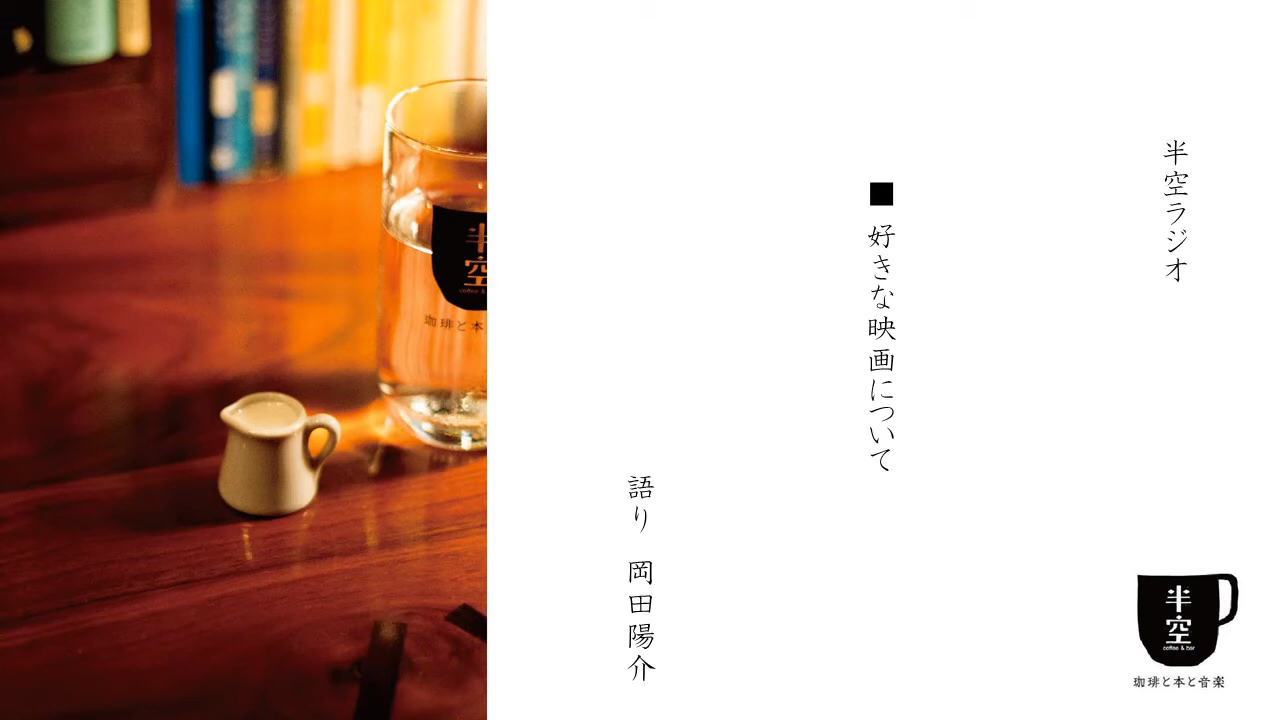 半空ラジオ
■ 好きな映画について
語り 岡田陽介
半空
coffee & bar
珈琲と本と音楽
半空
coffee &
珈琲と本